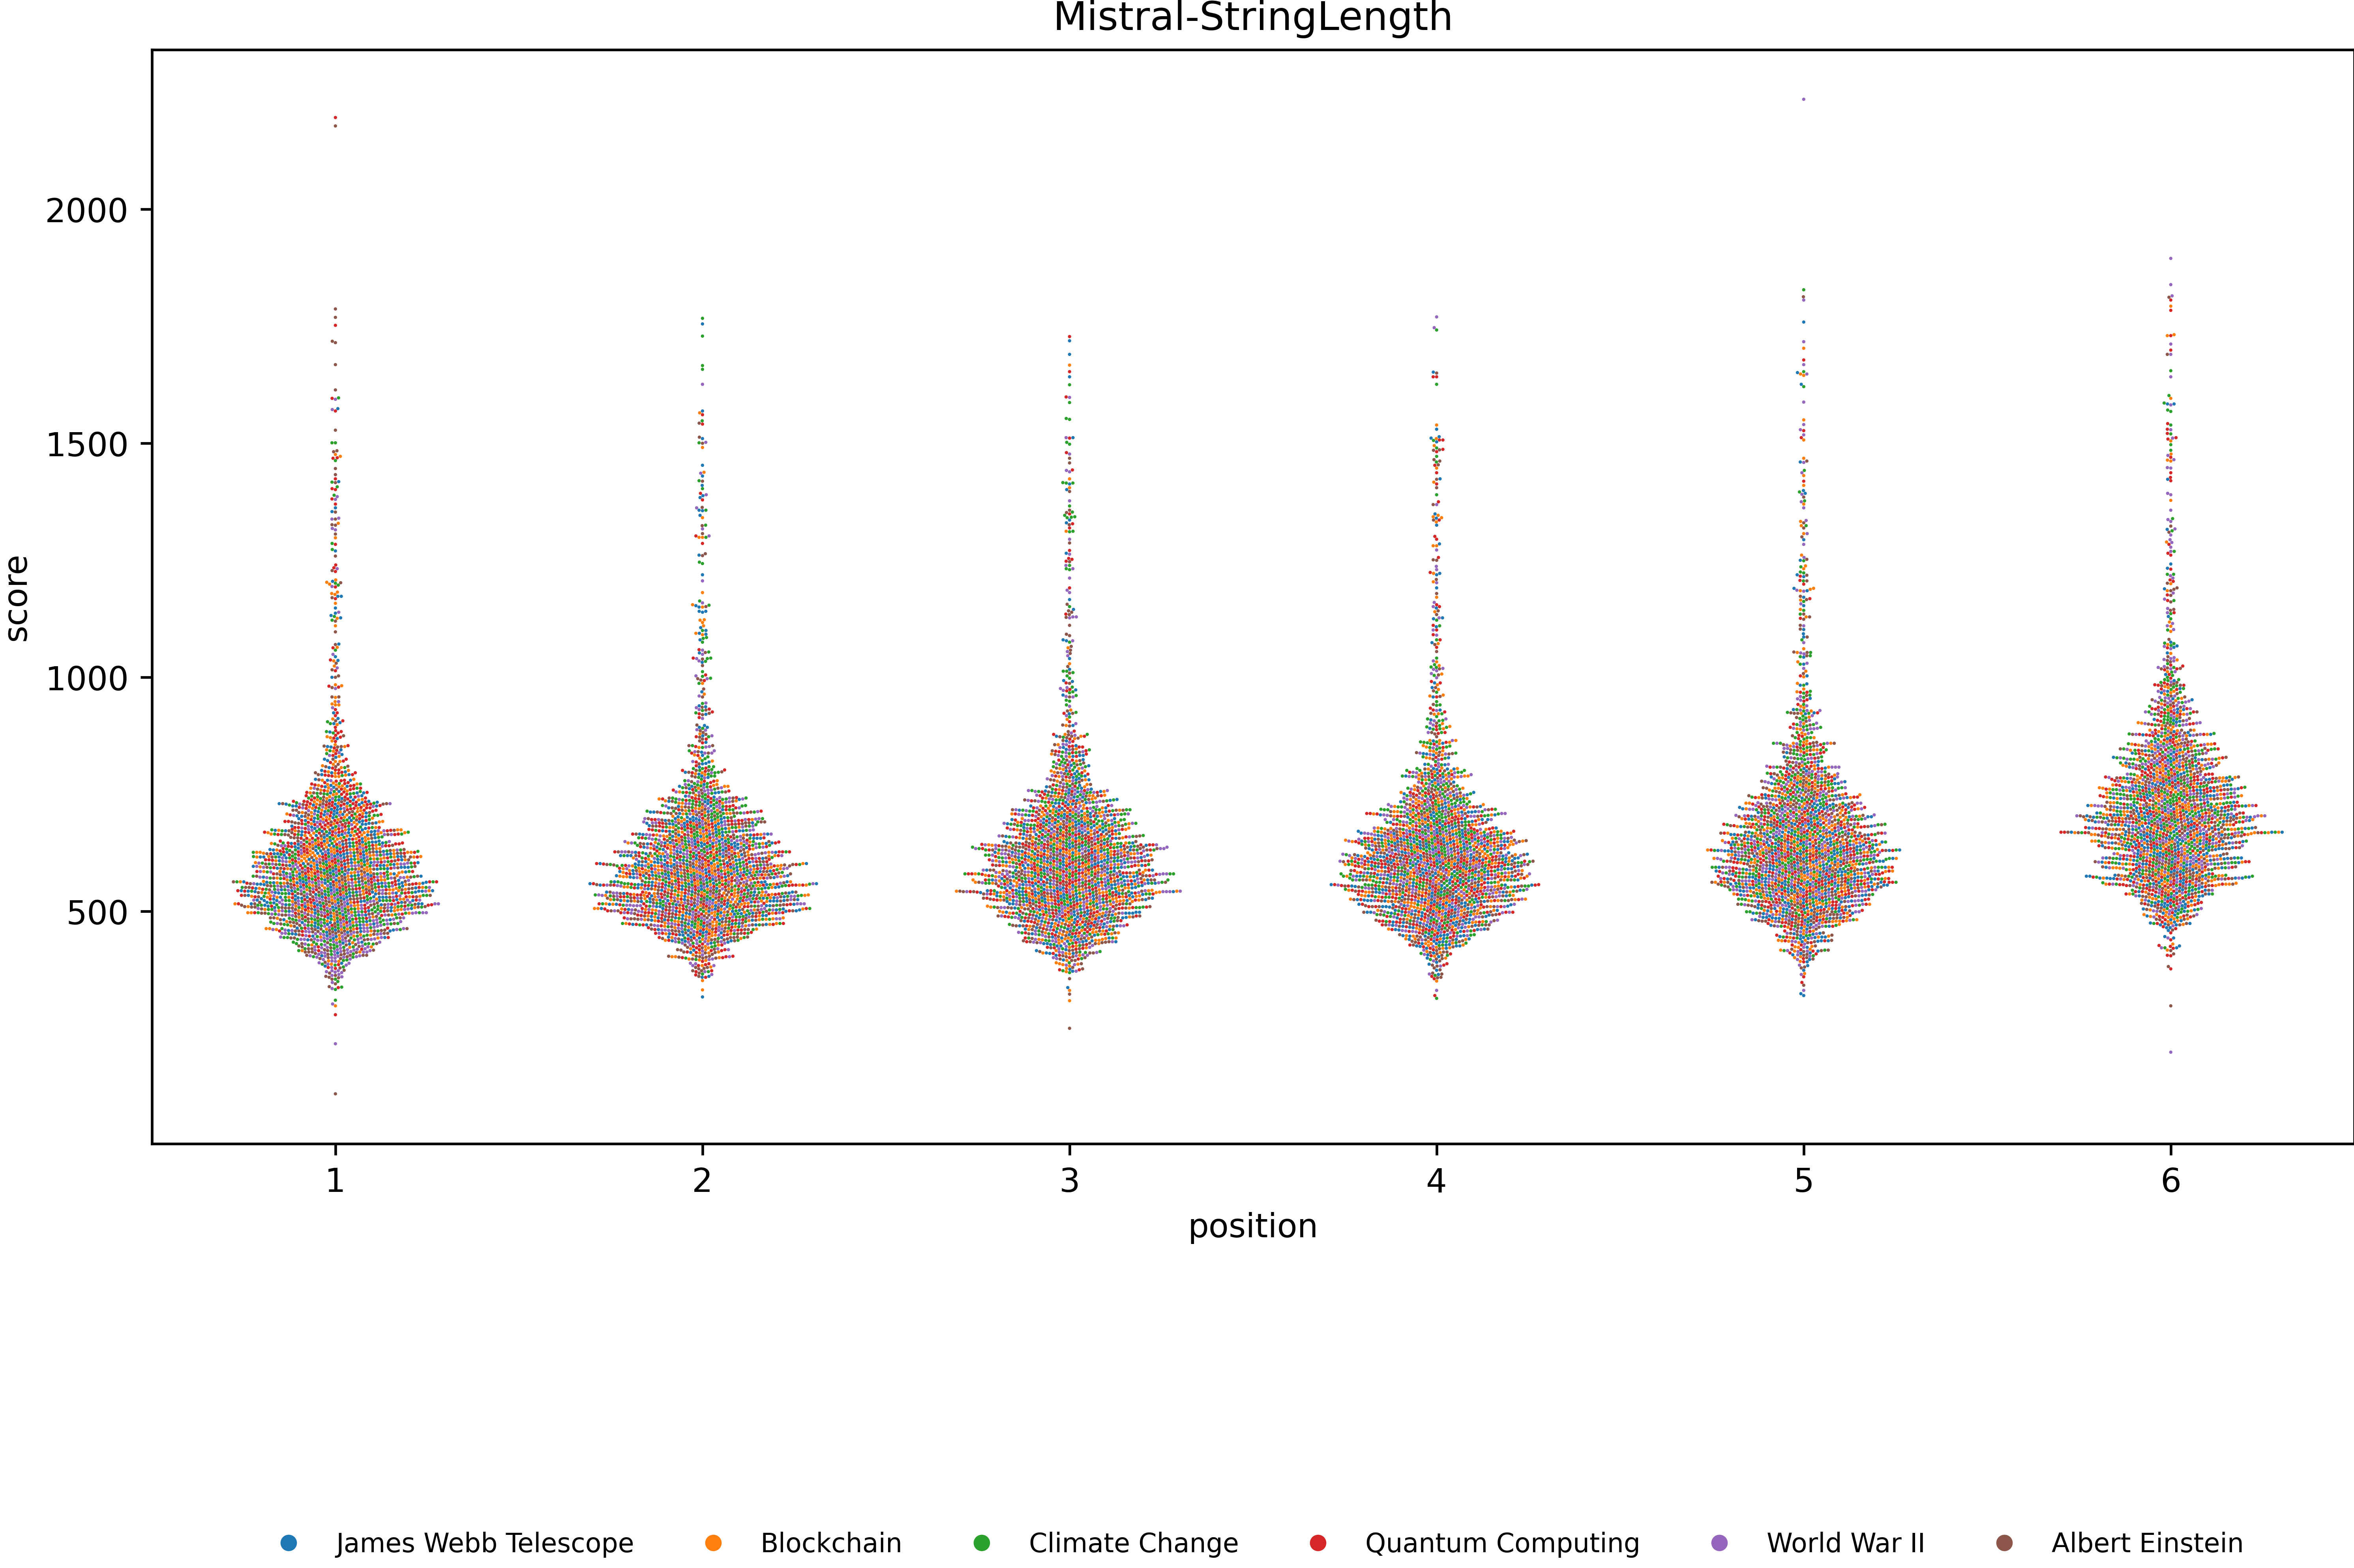 Mistral-StringLength
score
2000
1500
1000
500
1 2 3 4 5 6
position
James Webb Telescope Blockchain Climate Change Quantum Computing World War II Albert Einstein